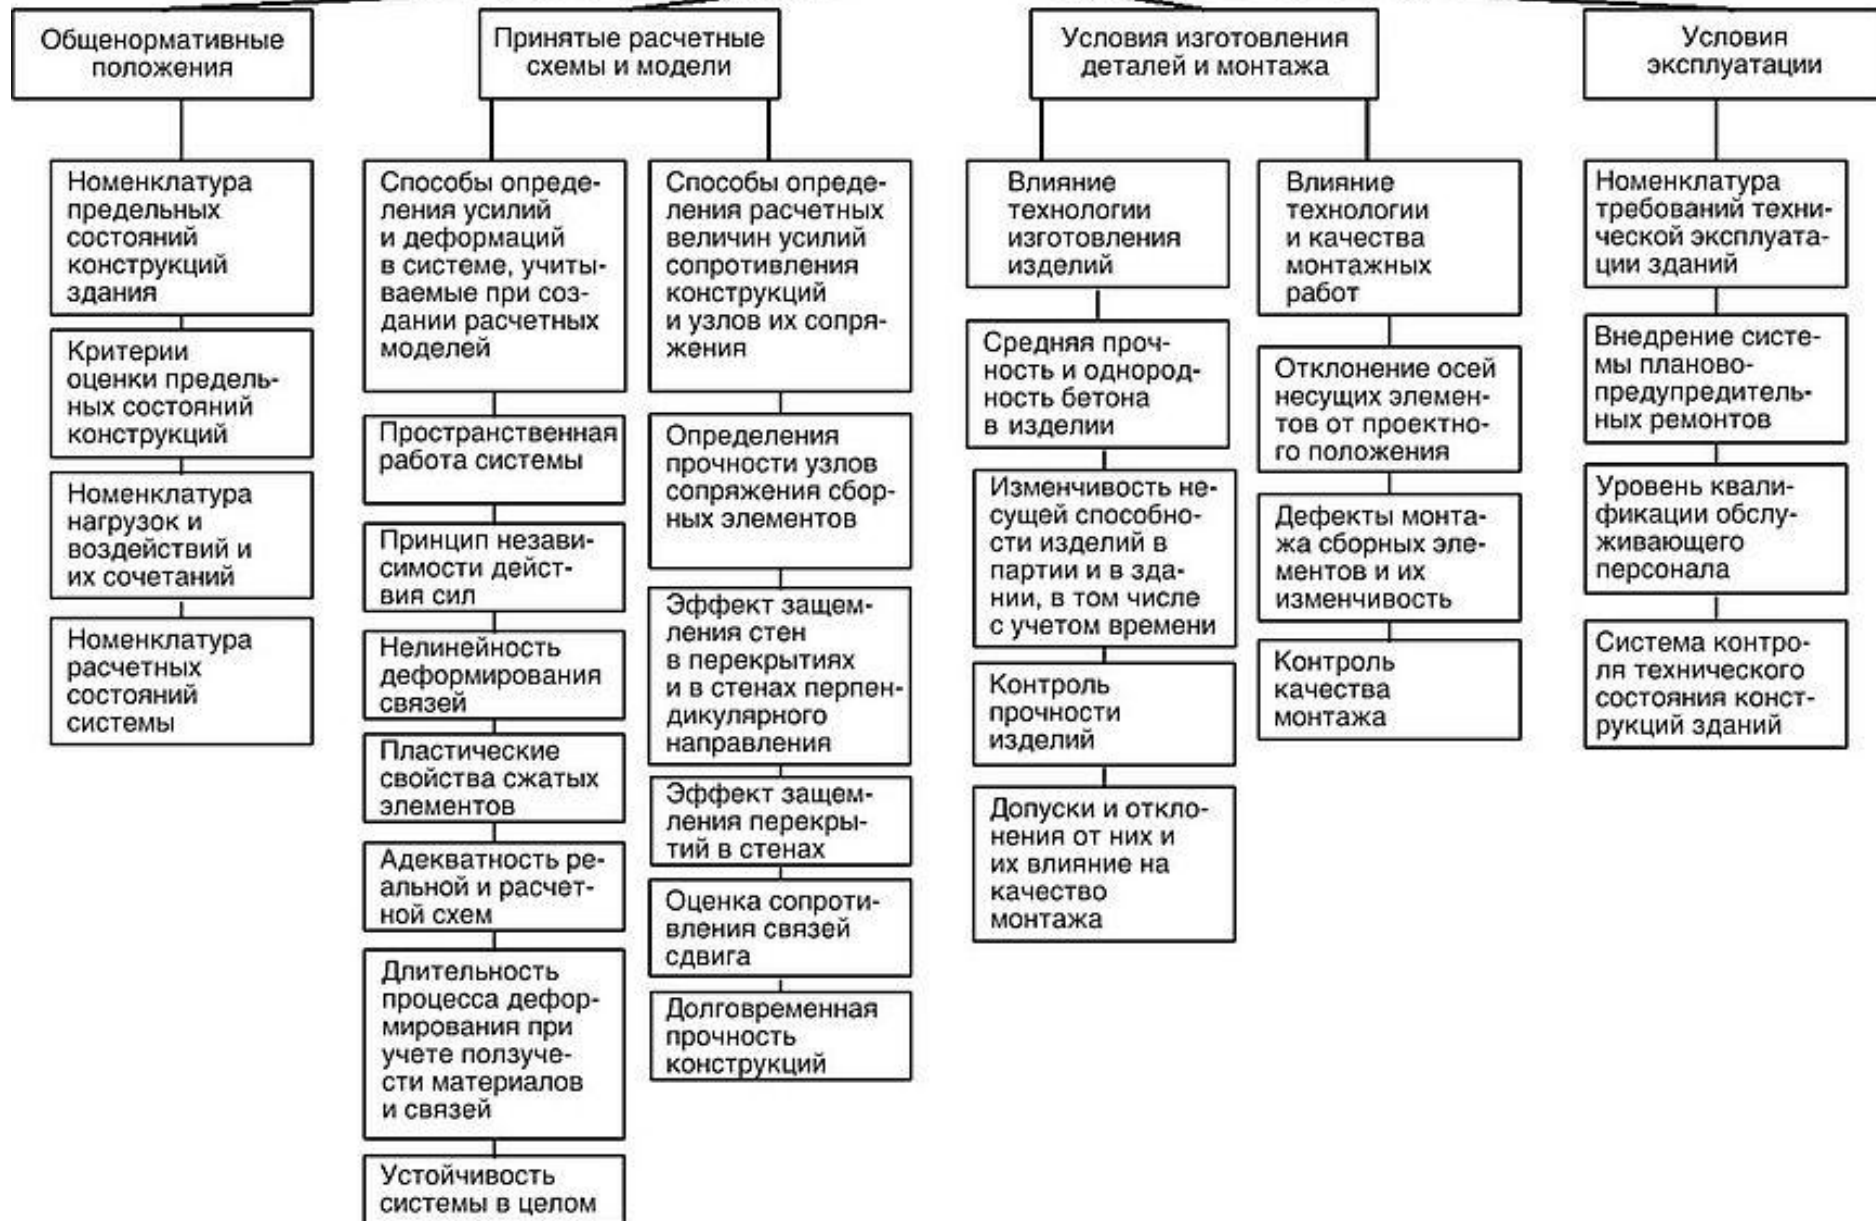 Общенормативные
положения
Принятые расчетные
схемы и модели
Условия изготовления
деталей и монтажа
Условия
эксплуатации
Номенклатура
предельных
состояний
конструкций
здания
Критерии
оценки предель-
ных состояний
конструкций
Номенклатура
нагрузок и
воздействий и
их сочетаний
Номенклатура
расчетных
состояний
системы
Способы опреде-
ления усилий
и деформаций
в системе, учиты-
ваемые при соз-
дании расчетных
моделей
Пространственная
работа системы
Принцип незави-
симости дейст-
вия сил
Нелинейность
деформирования
связей
Пластические
свойства сжатых
элементов
Адекватность ре-
альной и расчет-
ной схем
Длительность
процесса дефор-
мирования при
учете ползуче-
сти материалов
и связей
Устойчивость
системы в целом
Способы опреде-
ления расчетных
величин усилий
сопротивления
конструкций
и узлов их сопря-
жения
Определения
прочности узлов
сопряжения сбор-
ных элементов
Эффект защем-
ления стен
в перекрытиях
и в стенах перпен-
дикулярного
направления
Эффект защем-
ления перекры-
тий в стенах
Оценка сопроти-
вления связей
сдвига
Долговременная
прочность
конструкций
Влияние
технологии
изготовления
изделий
Средняя проч-
ность и однород-
ность бетона
в изделии
Изменчивость не-
сущей способно-
сти изделий в
партии и в зда-
нии, в том числе
с учетом времени
Контроль
прочности
изделий
Допуски и откло-
нения от них и
их влияние на
качество
монтажа
Влияние
технологии
и качества
монтажных
работ
Отклонение осей
несущих элемен-
тов от проектно-
го положения
Дефекты монта-
жа сборных эле-
ментов и их
изменчивость
Контроль
качества
монтажа
Номенклатура
требований техни-
ческой эксплуата-
ции зданий
Внедрение систе-
мы планово-
предупредитель-
ных ремонтов
Уровень квали-
фикации обслу-
живающего
персонала
Система контро-
ля технического
состояния конст-
рукций зданий